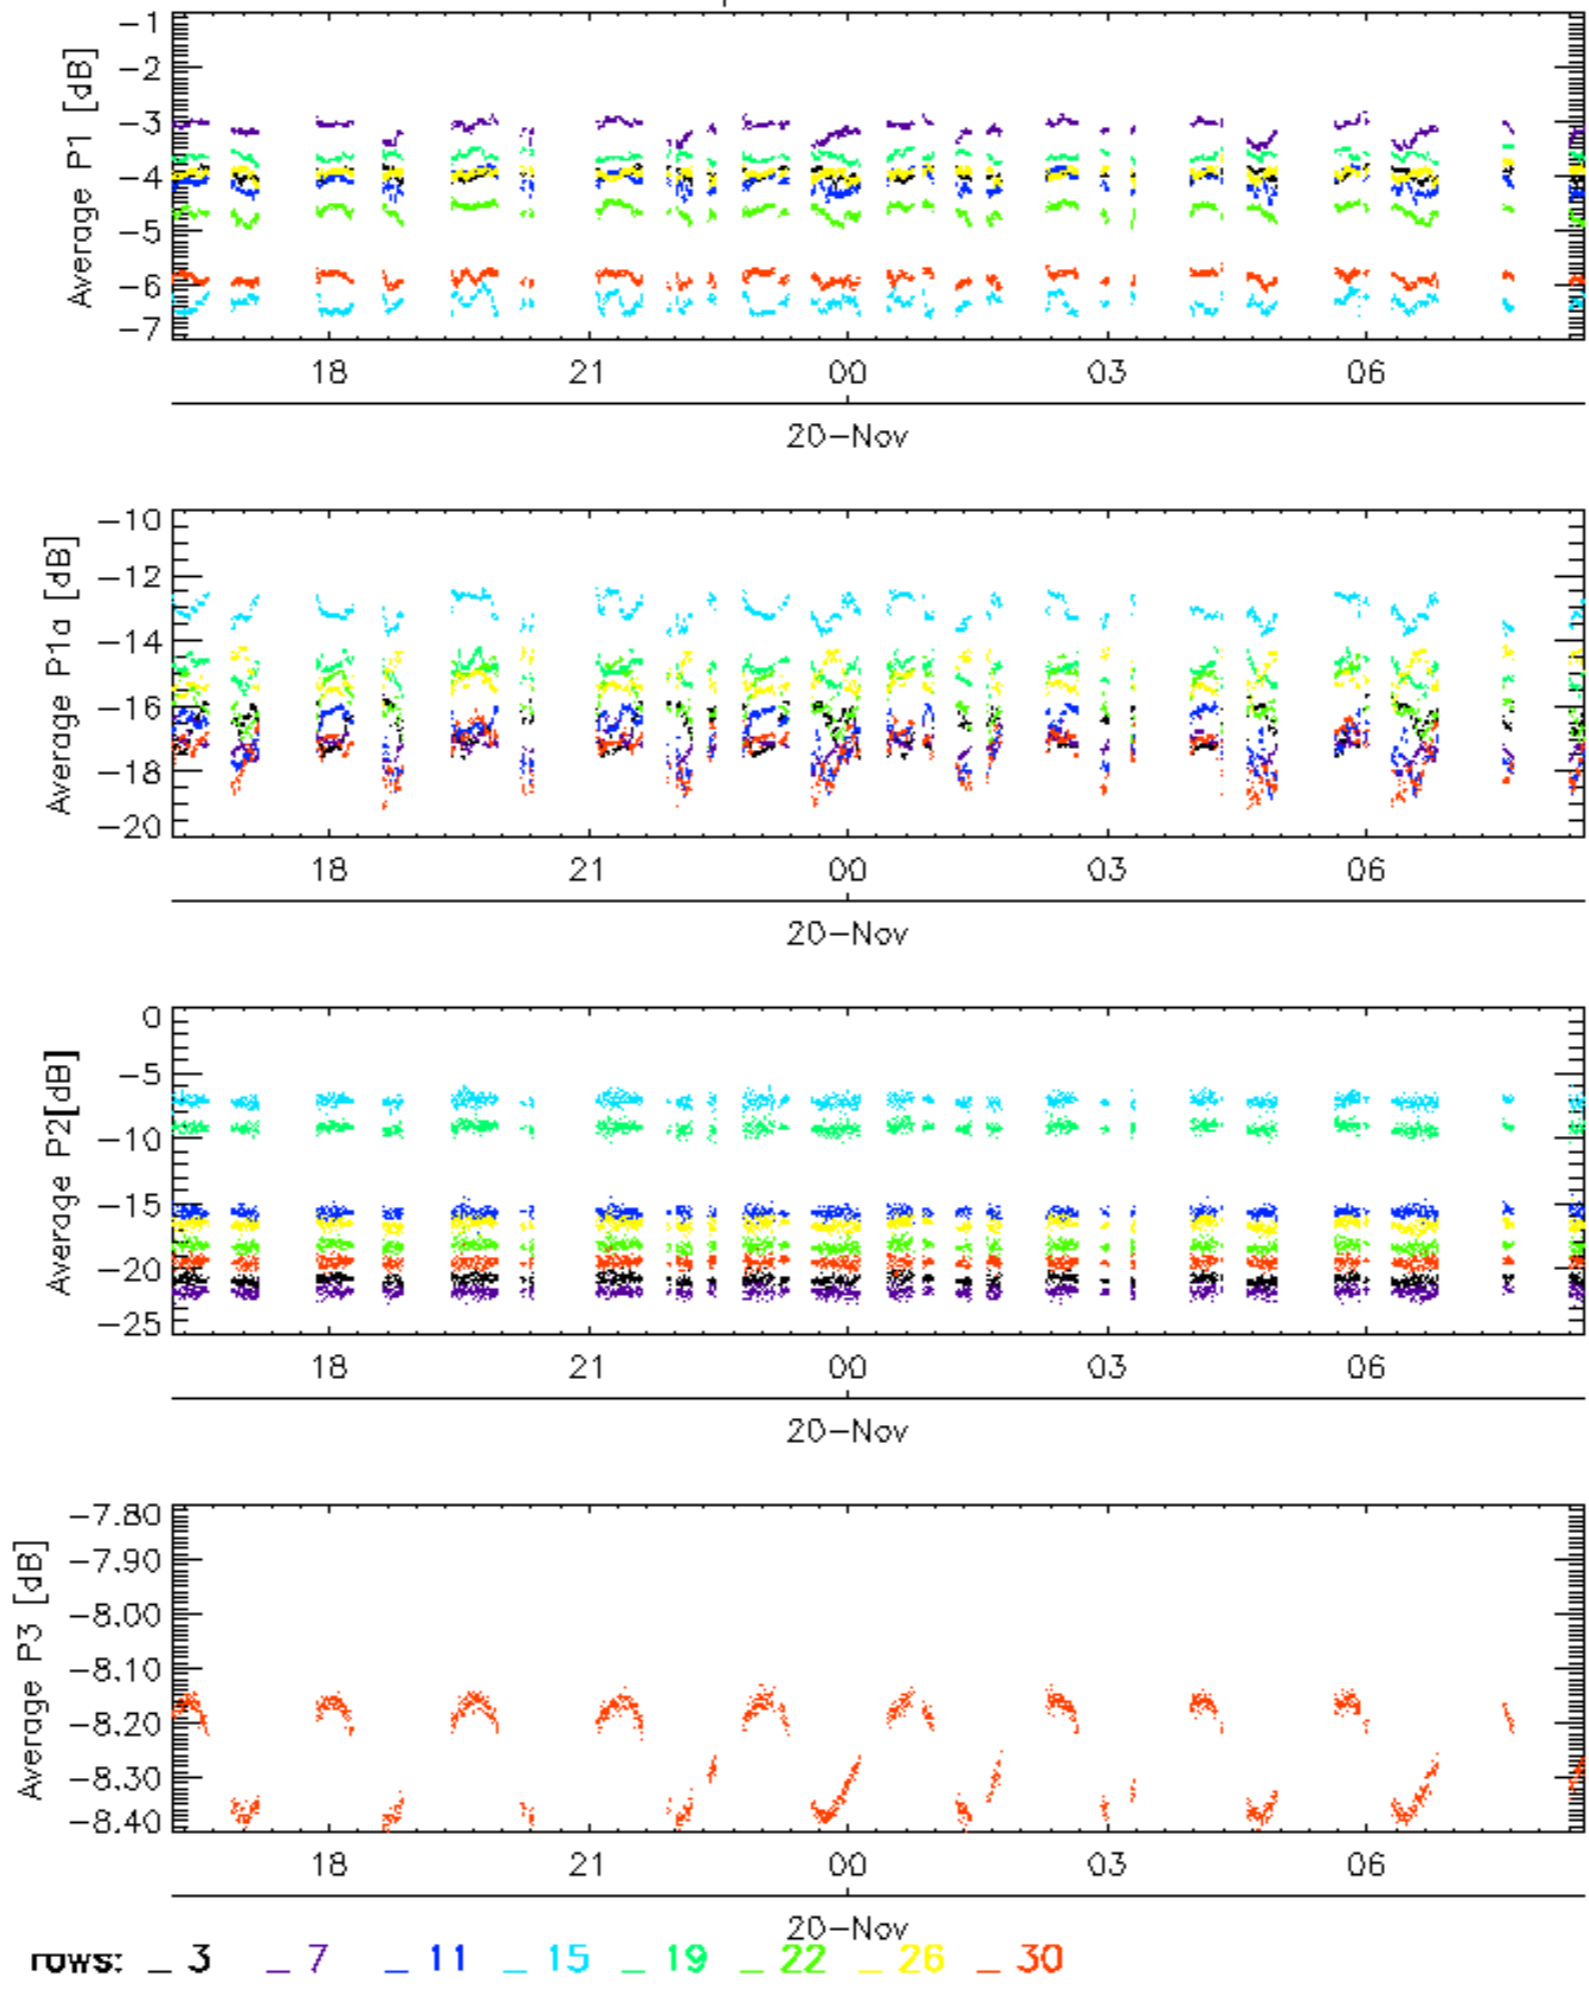 Average P1 [dB]
-1
-2
-3
-4
-5
-6
-7
18 21 00 03 06
20-Nov
Average P1a [dB]
-10
-12
-14
-16
-18
-20
18 21 00 03 06
20-Nov
Average P2[dB]
0
-5
-10
-15
-20
-25
18 21 00 03 06
20-Nov
Average P3 [dB]
-7.80
-7.90
-8.00
-8.10
-8.20
-8.30
-8.40
18 21 00 03 06
20-Nov
rows: _ 3 _ 7 _ 11 _ 15 _ 19 _ 22 _ 26 _ 30